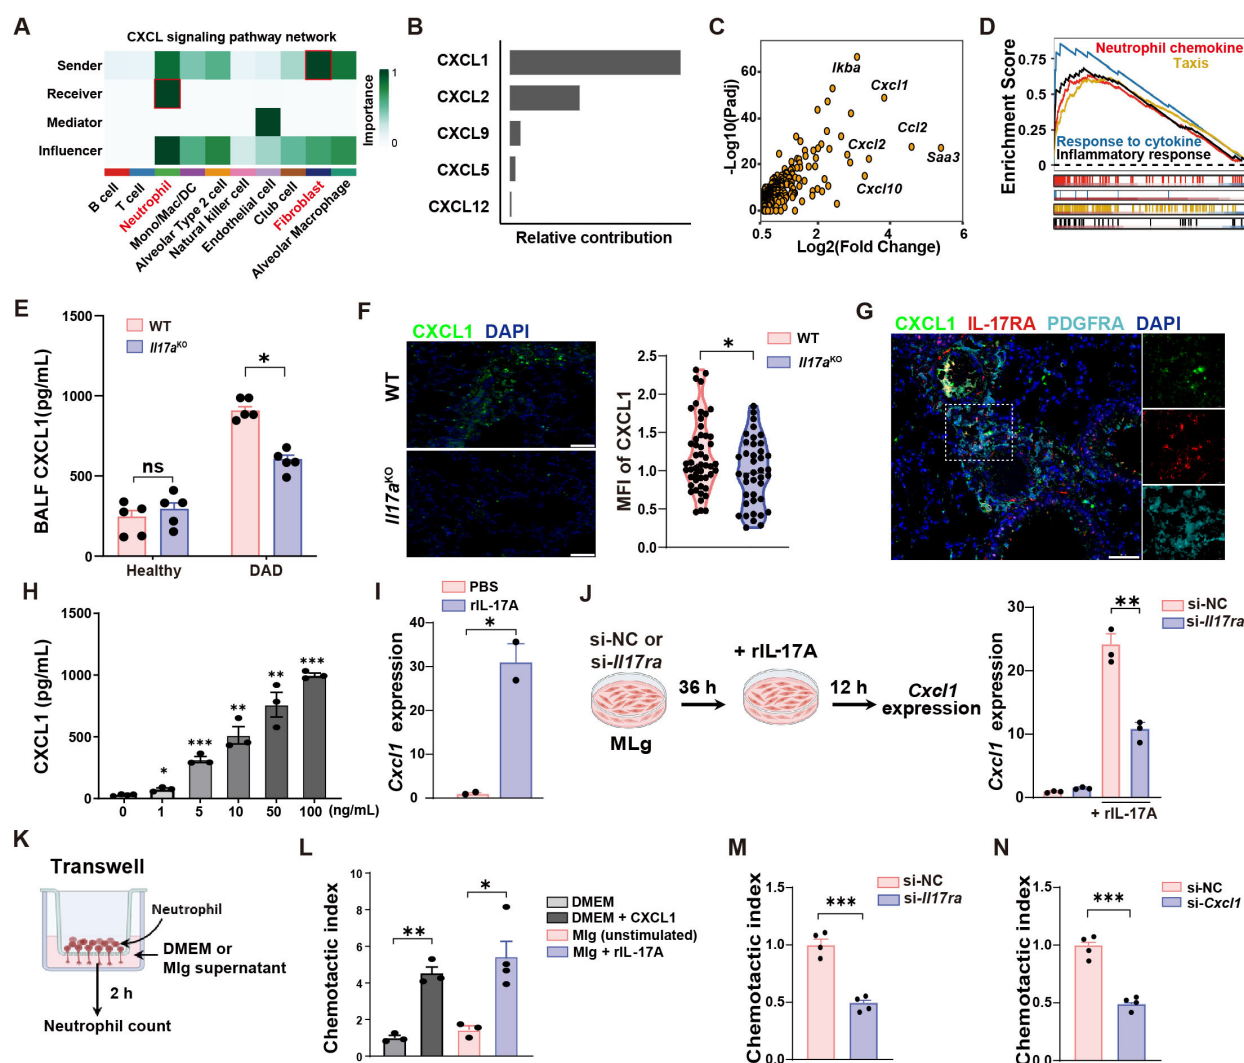 A
CXCL signaling pathway network
Sender
Receiver
Mediator
Influencer
1
0
Importance
B cell
T cell
Neutrophil
Mono/Mac/DC
Alveolar Type 2 cell
Natural killer cell
Endothelial cell
Club cell
Fibroblast
Alveolar Macrophage
B
CXCL1
CXCL2
CXCL9
CXCL5
CXCL12
Relative contribution
C
-Log10(Padj)
60
40
20
0
0.5
2
4
6
Log2(Fold Change)
Ikba
Cxcl1
Ccl2
Cxcl2
Saa3
Cxcl10
D
Enrichment Score
0.75
0.5
0.25
0
Neutrophil chemokine
Taxis
Response to cytokine
Inflammatory response
E
BALF CXCL1(pg/mL)
1500
1000
500
0
WT
Il17aᴷᴼ
ns
*
Healthy
DAD
F
CXCL1 DAPI
WT
Il17aᴷᴼ
MFI of CXCL1
2.5
2.0
1.5
1.0
0.5
0.0
*
WT
Il17aᴷᴼ
G
CXCL1 IL-17RA PDGFRA DAPI
H
CXCL1 (pg/mL)
1500
1000
500
0
*
***
**
**
***
0 1 5 10 50 100 (ng/mL)
I
PBS
rIL-17A
Cxcl1 expression
40
30
20
10
0
*
J
si-NC or
si-Il17ra
MLg
36 h
+ rIL-17A
12 h
Cxcl1
expression
Cxcl1 expression
30
20
10
0
**
si-NC
si-Il17ra
+ rIL-17A
K
Transwell
Neutrophil
DMEM or
Mlg supernatant
2 h
Neutrophil count
L
Chemotactic index
10
8
6
4
2
0
**
*
DMEM
DMEM + CXCL1
Mlg (unstimulated)
Mlg + rIL-17A
M
Chemotactic index
1.5
1.0
0.5
0.0
***
si-NC
si-Il17ra
N
Chemotactic index
1.5
1.0
0.5
0.0
***
si-NC
si-Cxcl1